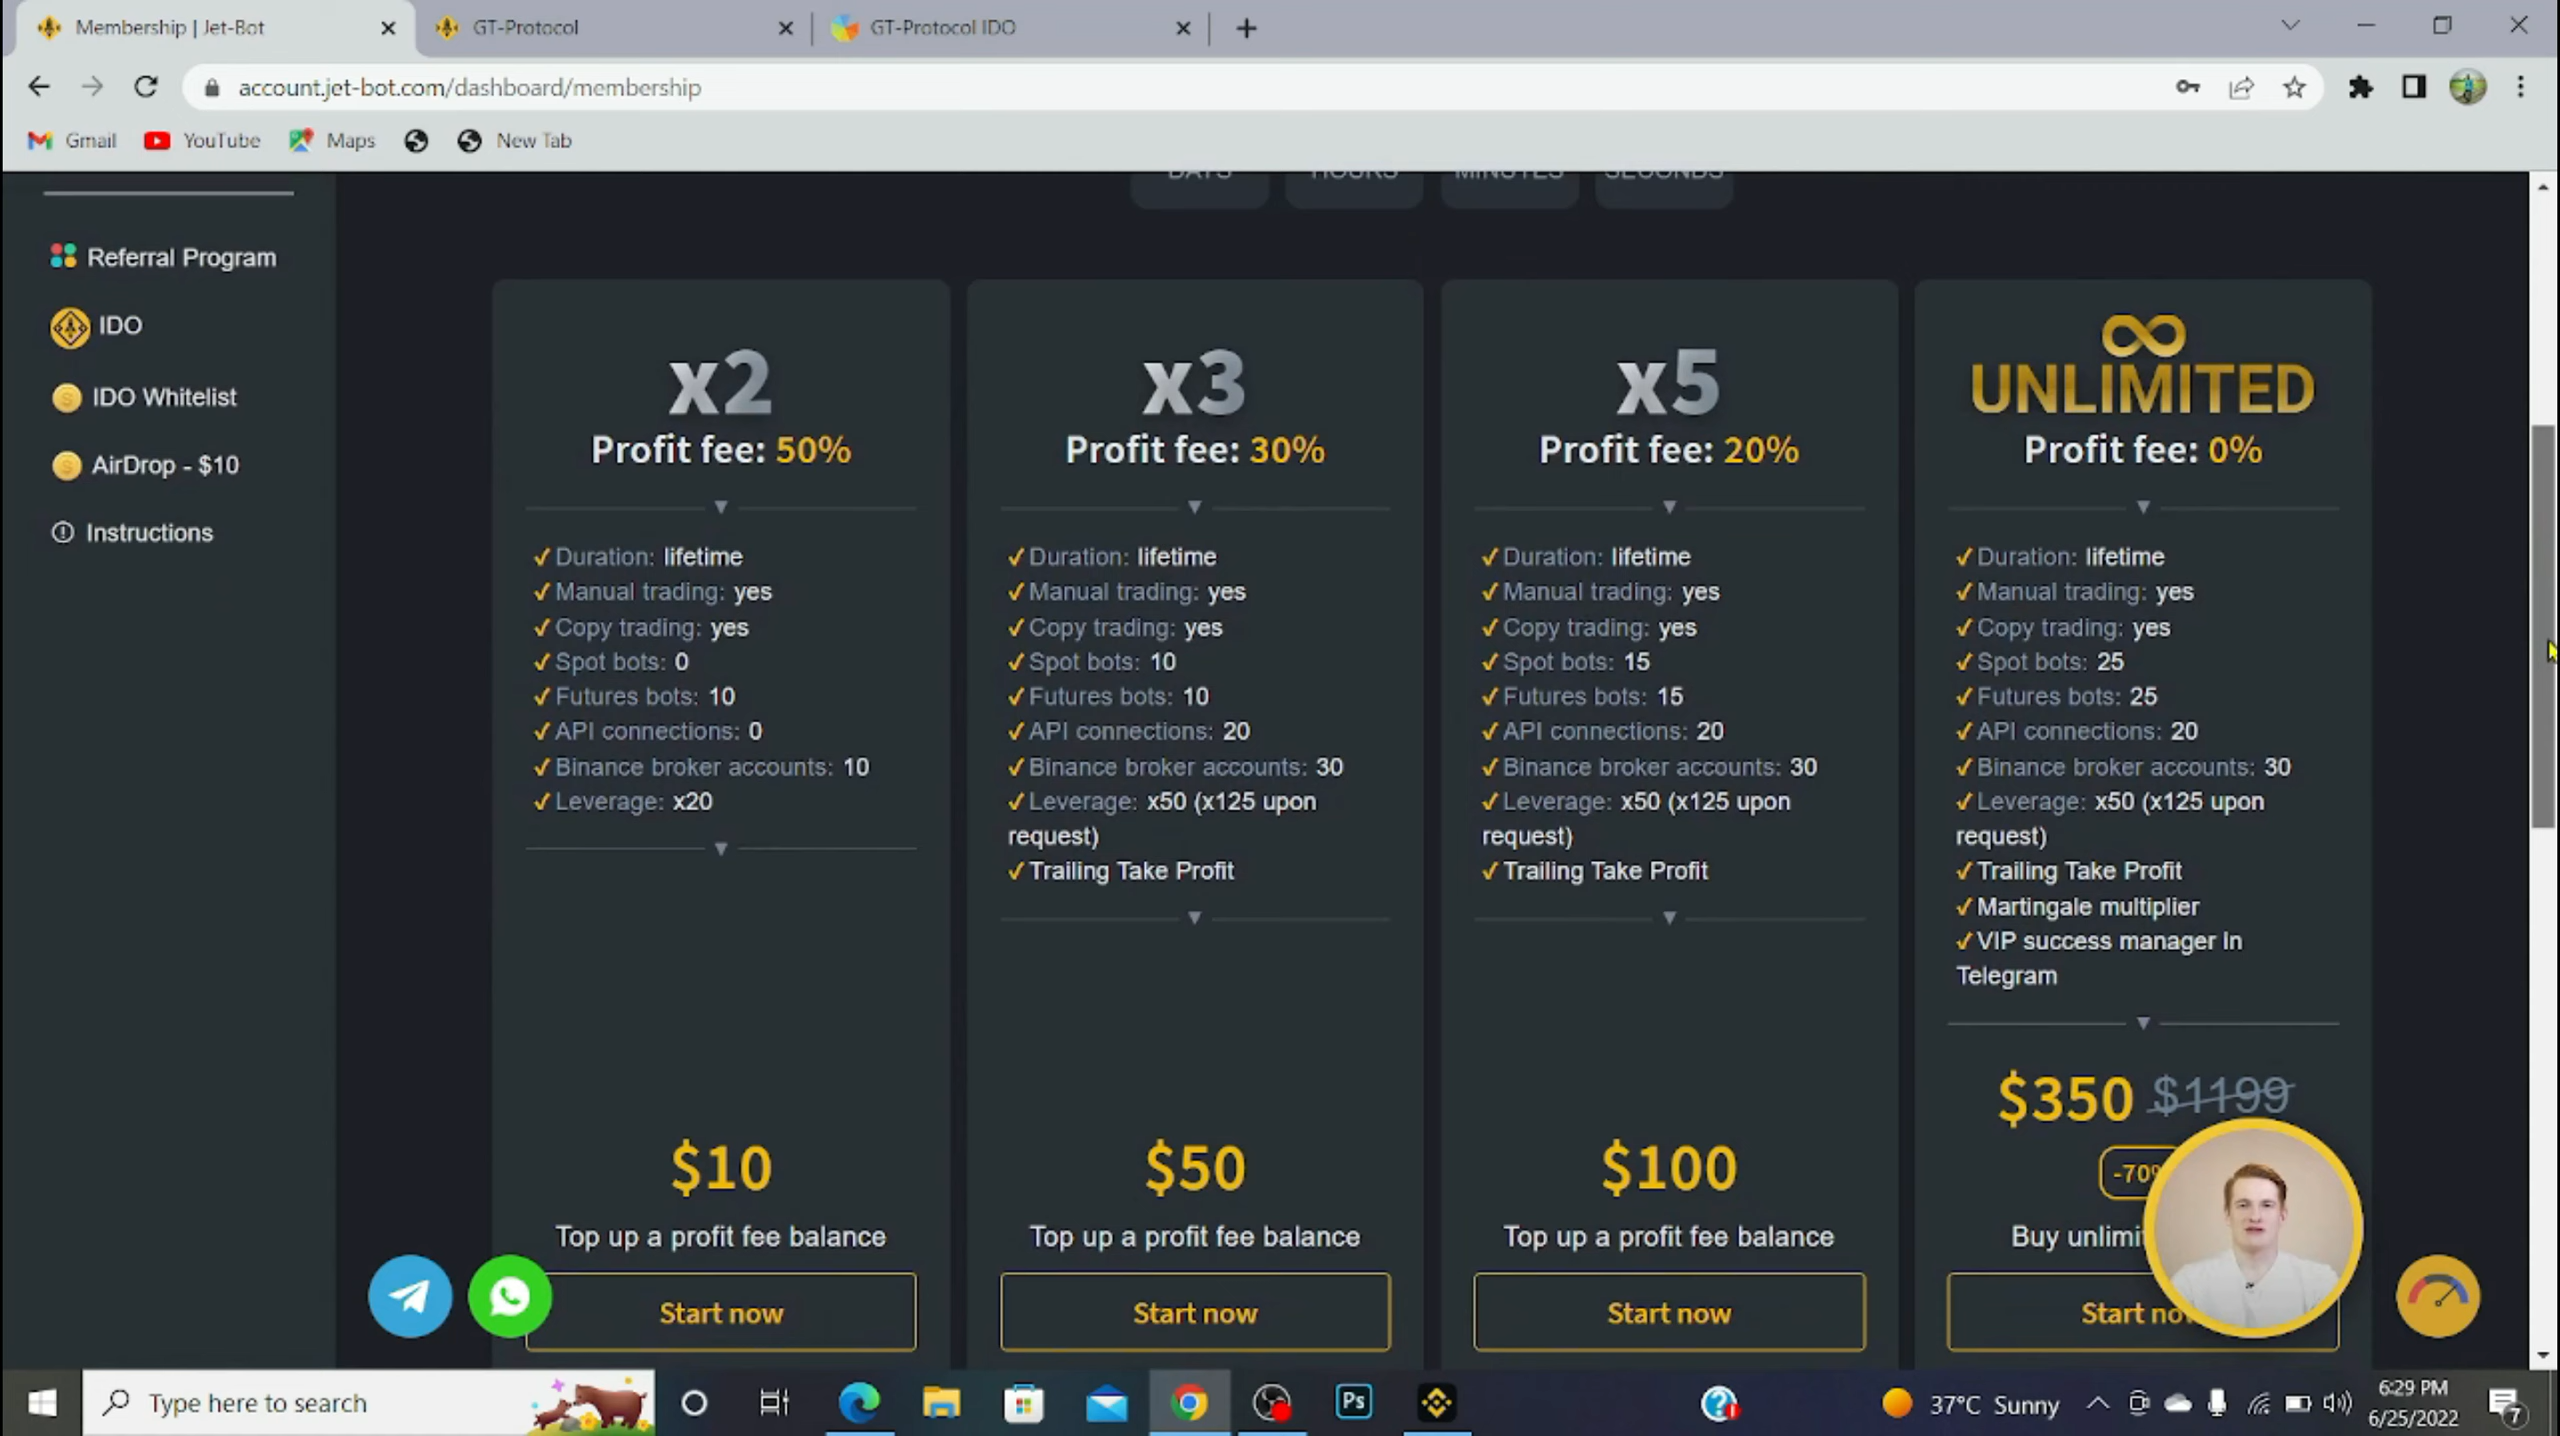 Membership | Jet-Bot
GT-Protocol
GT-Protocol IDO
account.jet-bot.com/dashboard/membership
Gmail
YouTube
Maps
New Tab
DAYS HOURS MINUTES SECONDS
Referral Program
IDO
IDO Whitelist
AirDrop - $10
Instructions
x2
Profit fee: 50%
✓ Duration: lifetime
✓ Manual trading: yes
✓ Copy trading: yes
✓ Spot bots: 0
✓ Futures bots: 10
✓ API connections: 0
✓ Binance broker accounts: 10
✓ Leverage: x20
$10
Top up a profit fee balance
Start now
x3
Profit fee: 30%
✓ Duration: lifetime
✓ Manual trading: yes
✓ Copy trading: yes
✓ Spot bots: 10
✓ Futures bots: 10
✓ API connections: 20
✓ Binance broker accounts: 30
✓ Leverage: x50 (x125 upon
request)
✓ Trailing Take Profit
$50
Top up a profit fee balance
Start now
x5
Profit fee: 20%
✓ Duration: lifetime
✓ Manual trading: yes
✓ Copy trading: yes
✓ Spot bots: 15
✓ Futures bots: 15
✓ API connections: 20
✓ Binance broker accounts: 30
✓ Leverage: x50 (x125 upon
request)
✓ Trailing Take Profit
$100
Top up a profit fee balance
Start now
∞
UNLIMITED
Profit fee: 0%
✓ Duration: lifetime
✓ Manual trading: yes
✓ Copy trading: yes
✓ Spot bots: 25
✓ Futures bots: 25
✓ API connections: 20
✓ Binance broker accounts: 30
✓ Leverage: x50 (x125 upon
request)
✓ Trailing Take Profit
✓ Martingale multiplier
✓ VIP success manager In
Telegram
$350 $1199
-70%
Buy
Start
Type here to search
Ps
37°C Sunny
6:29 PM
6/25/2022
7